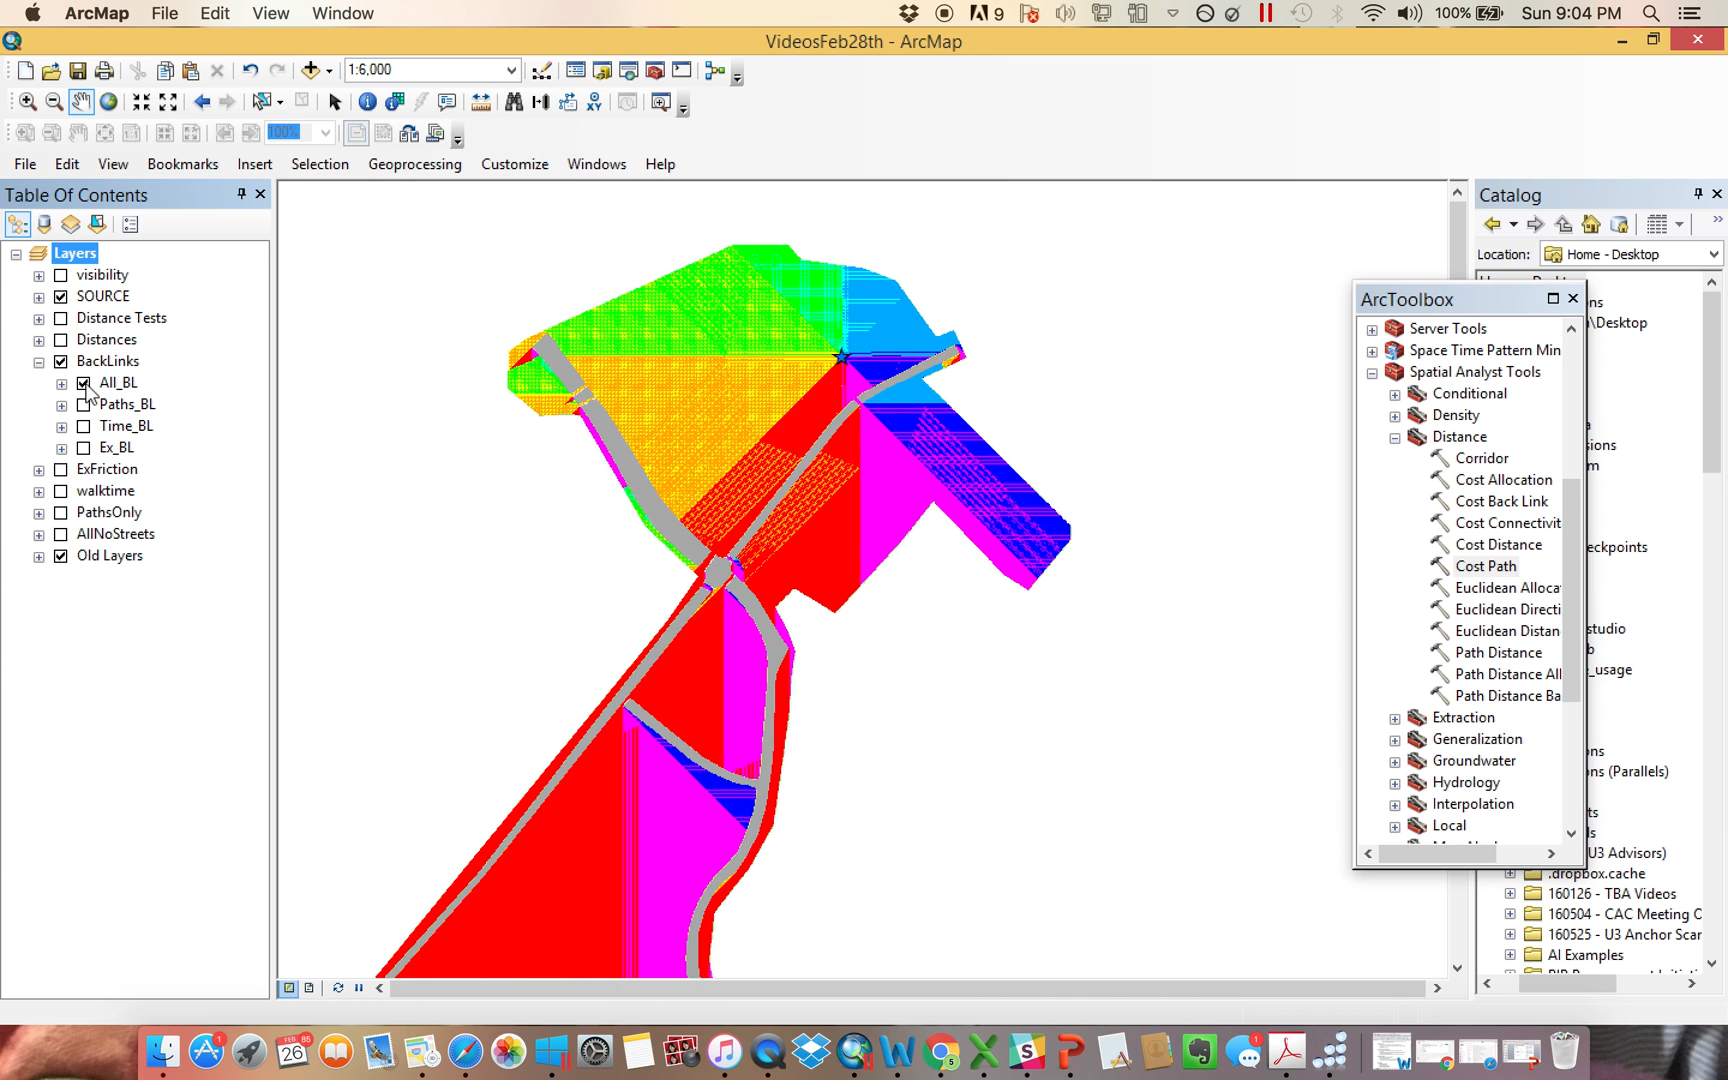 ArcMap File Edit View Window 9 100% Sun 9:04 PM
VideosFeb28th - ArcMap
1:6,000
XY
100%
File Edit View Bookmarks Insert Selection Geoprocessing Customize Windows Help
Table Of Contents
Layers
visibility
SOURCE
Distance Tests
Distances
BackLinks
All_BL
Paths_BL
Time_BL
Ex_BL
ExFriction
walktime
PathsOnly
AllNoStreets
Old Layers
Catalog
Location: Home - Desktop
ArcToolbox
Server Tools
Space Time Pattern Min
Spatial Analyst Tools
Conditional
Density
Distance
Corridor
Cost Allocation
Cost Back Link
Cost Connectivit
Cost Distance
Cost Path
Euclidean Alloca
Euclidean Directi
Euclidean Distan
Path Distance
Path Distance All
Path Distance Ba
Extraction
Generalization
Groundwater
Hydrology
Interpolation
Local
ns
\Desktop
a
sions
m
eckpoints
studio
b
_usage
ons
ns (Parallels)
ts
ls
U3 Advisors)
.dropbox.cache
160126 - TBA Videos
160504 - CAC Meeting C
160525 - U3 Anchor Scar
AI Examples
FEB 85
26